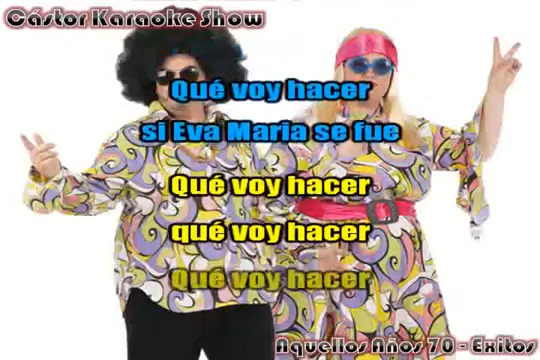 Cástor Karaoke Show
Qué voy hacer
si Eva Maria se fue
Qué voy hacer
qué voy hacer
Qué voy hacer
Aquellos Años 70 - Exitos